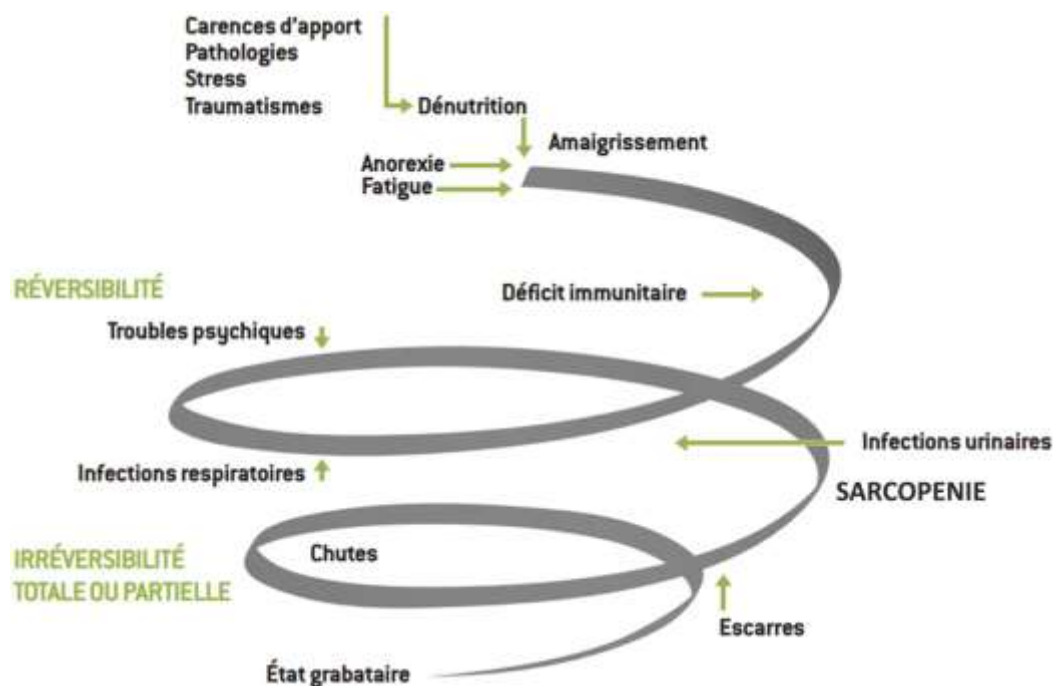 Carences d'apport
Pathologies
Stress
Traumatismes
Dénutrition
Amaigrissement
Anorexie
Fatigue
RÉVERSIBILITÉ
Déficit immunitaire
Troubles psychiques
Infections urinaires
Infections respiratoires
SARCOPENIE
IRRÉVERSIBILITÉ
TOTALE OU PARTIELLE
Chutes
Escarres
État grabataire